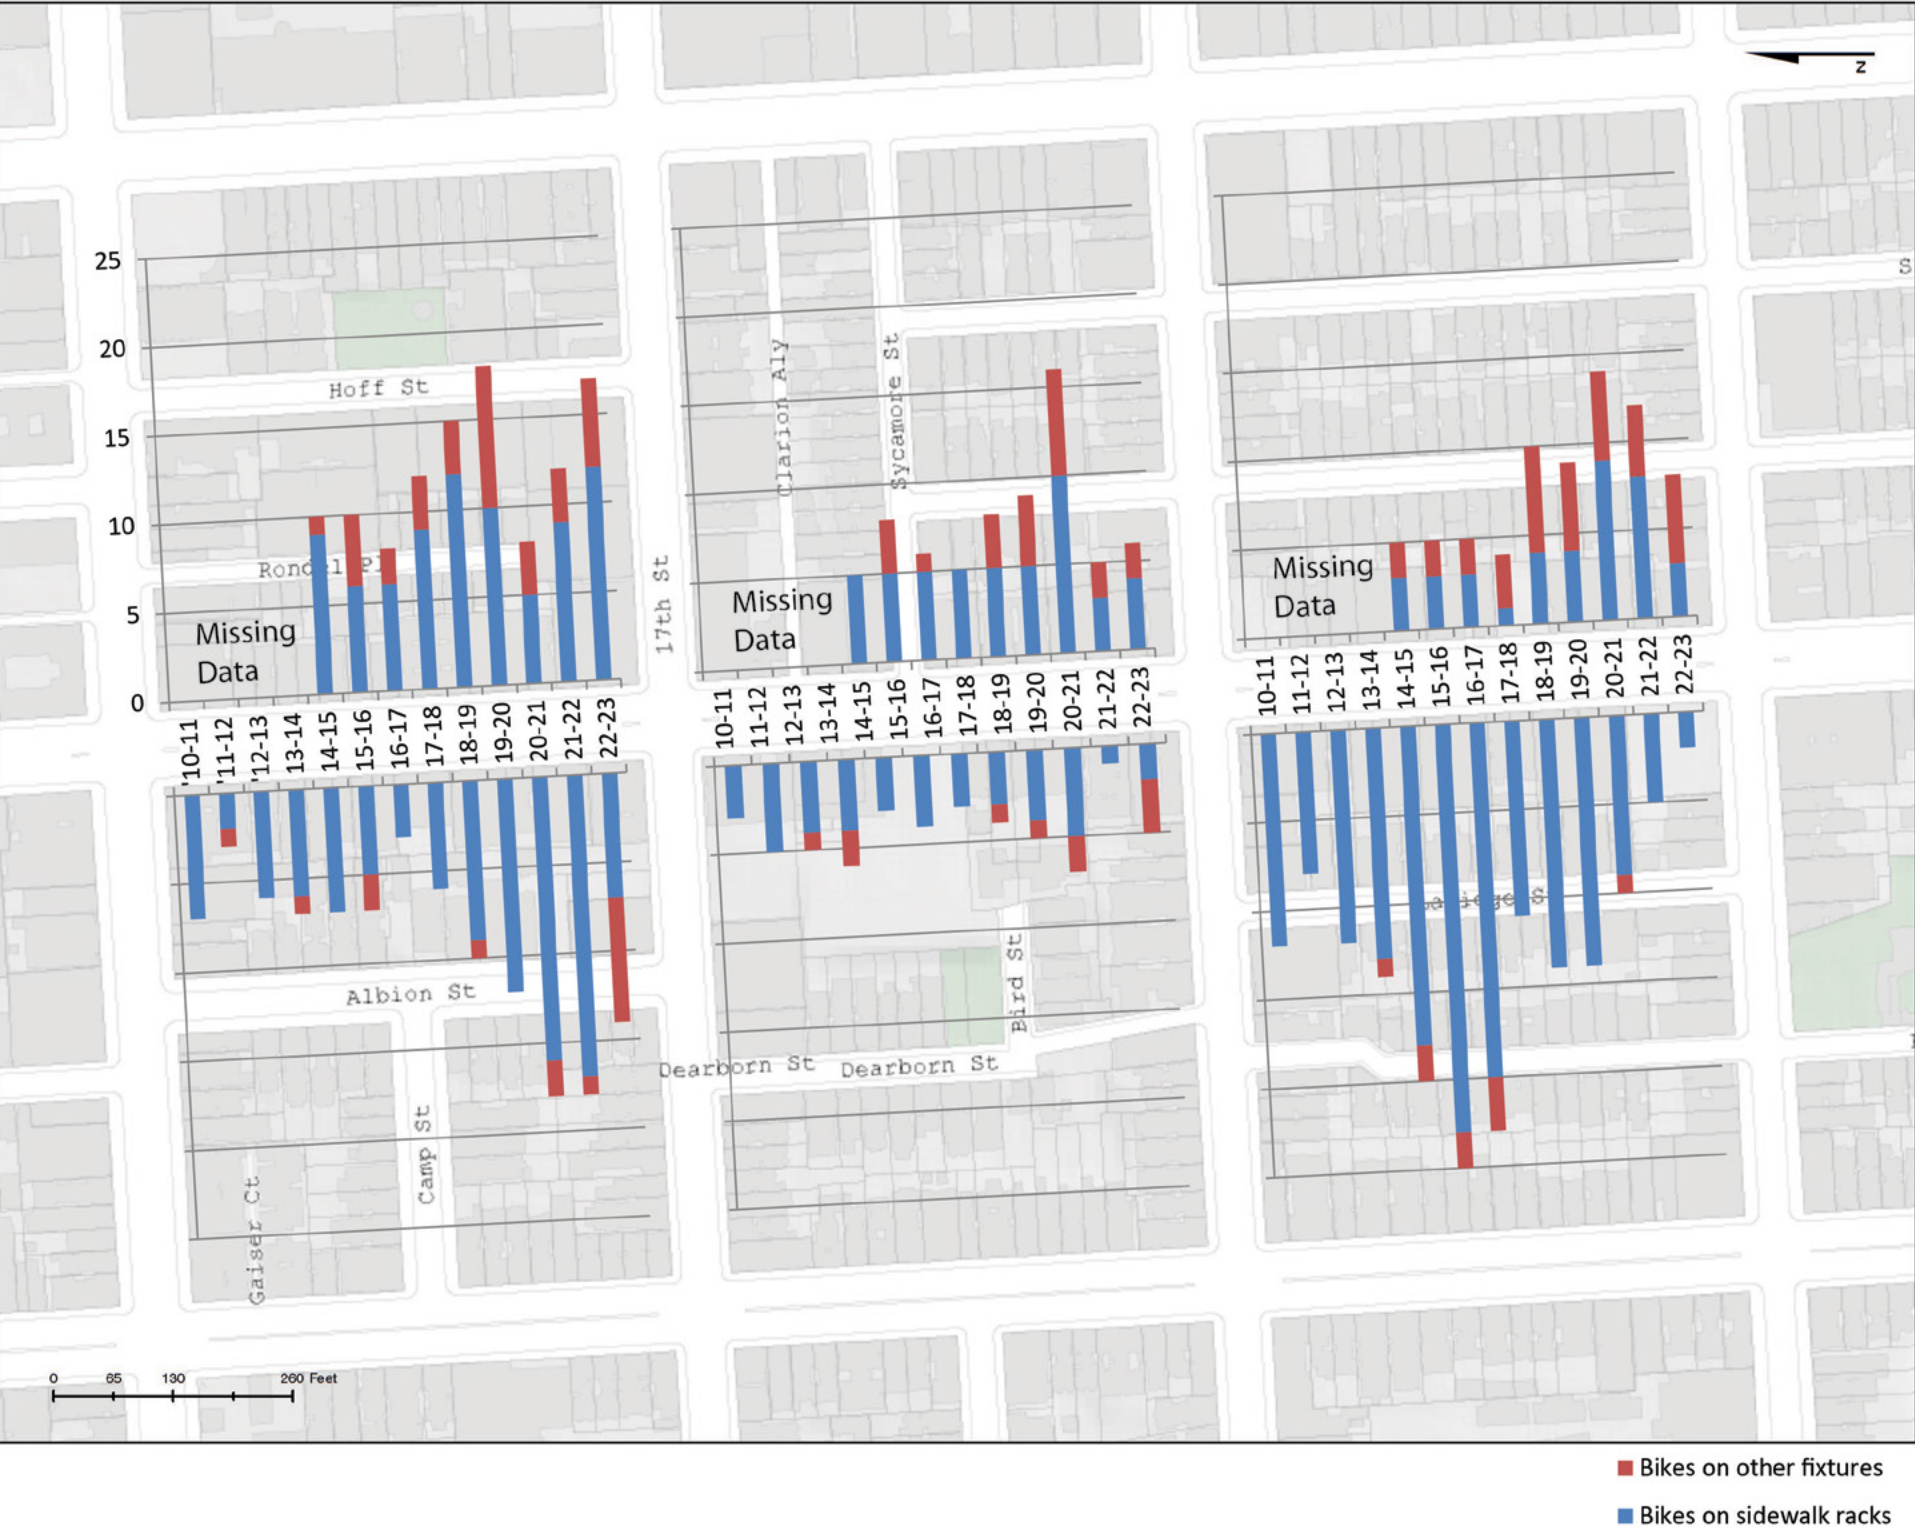 Z
25
20
15
10
5
0
Hoff St
Rondel Pl
Missing
Data
17th St
Clarion Aly
Sycamore St
Missing
Data
Missing
Data
'10-11
'11-12
'12-13
13-14
14-15
15-16
16-17
17-18
18-19
19-20
20-21
21-22
22-23
10-11
11-12
12-13
13-14
14-15
15-16
16-17
17-18
18-19
19-20
20-21
21-22
22-23
10-11
11-12
12-13
13-14
14-15
15-16
16-17
17-18
18-19
19-20
20-21
21-22
22-23
Albion St
Camp St
Gaiser Ct
Bird St
Dearborn St
Dearborn St
0 65 130 260 Feet
Bikes on other fixtures
Bikes on sidewalk racks